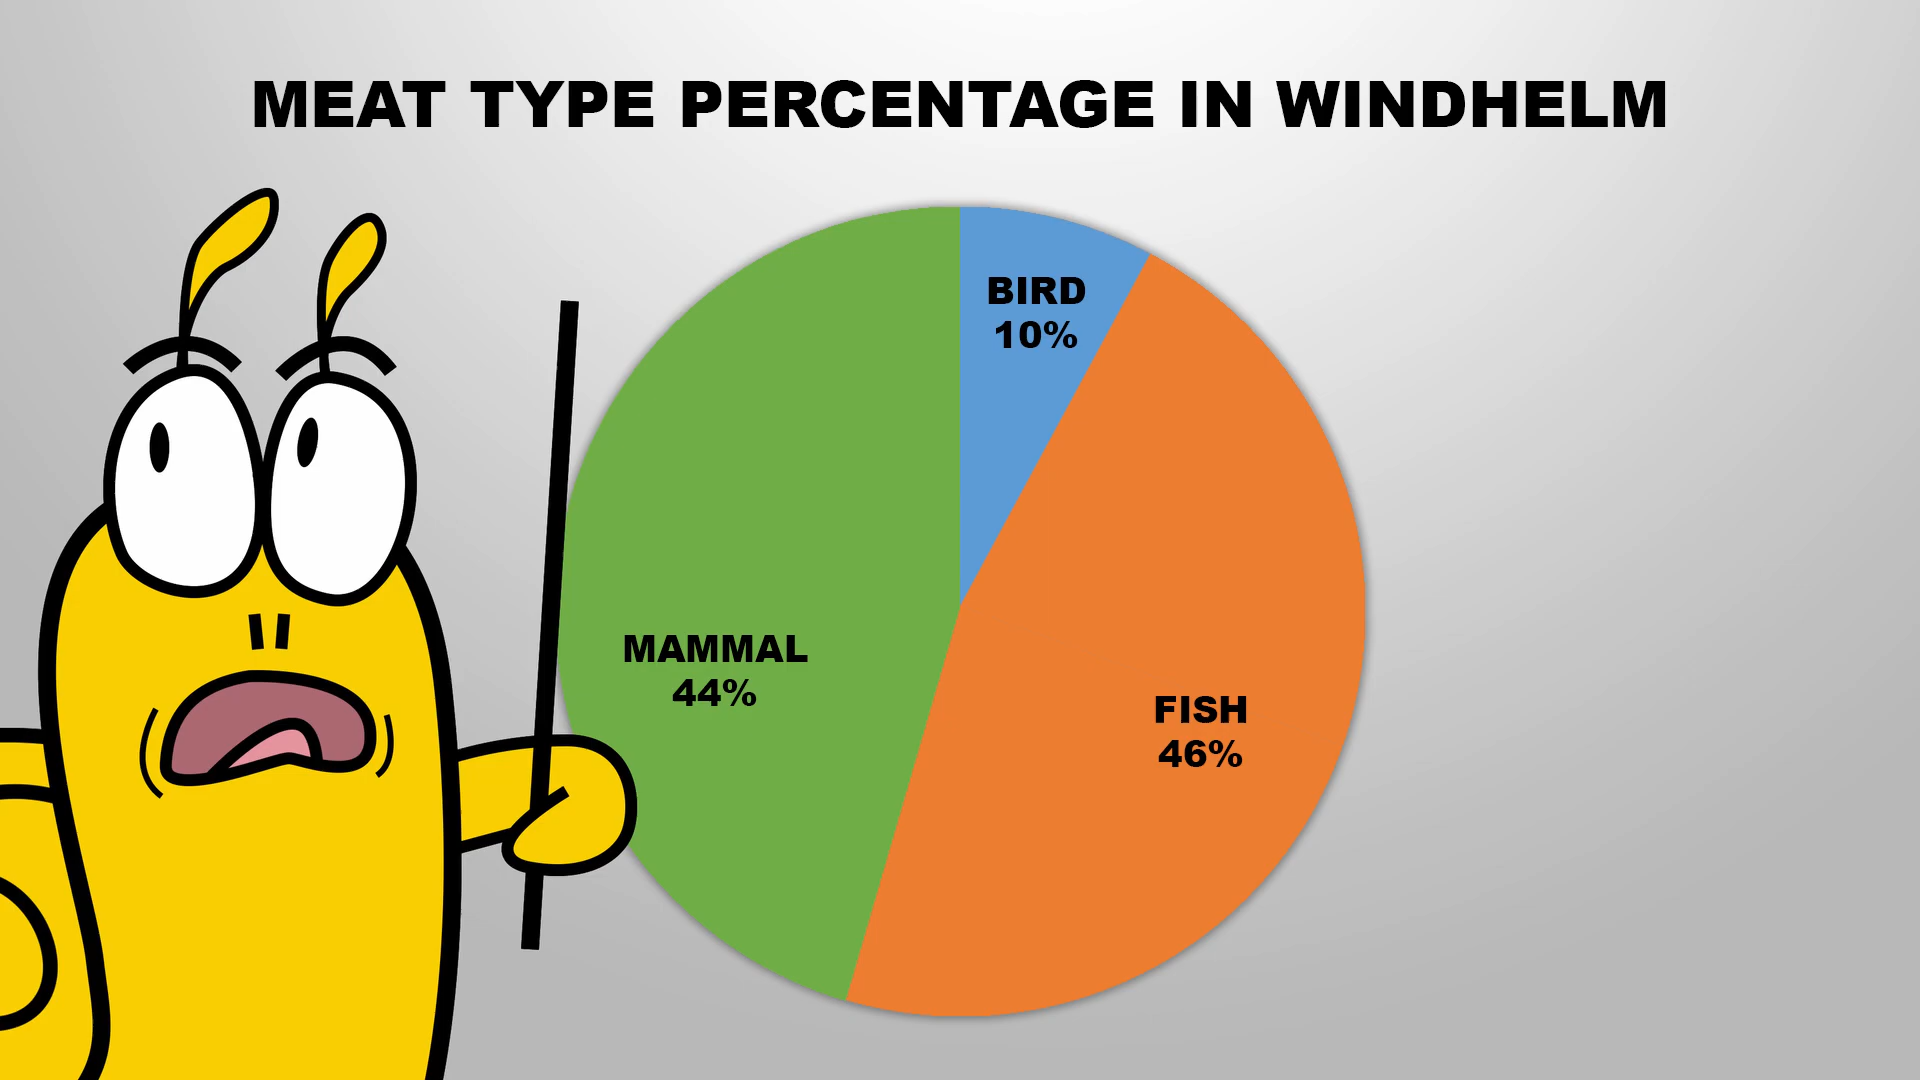 MEAT TYPE PERCENTAGE IN WINDHELM
BIRD
10%
MAMMAL
44%
FISH
46%